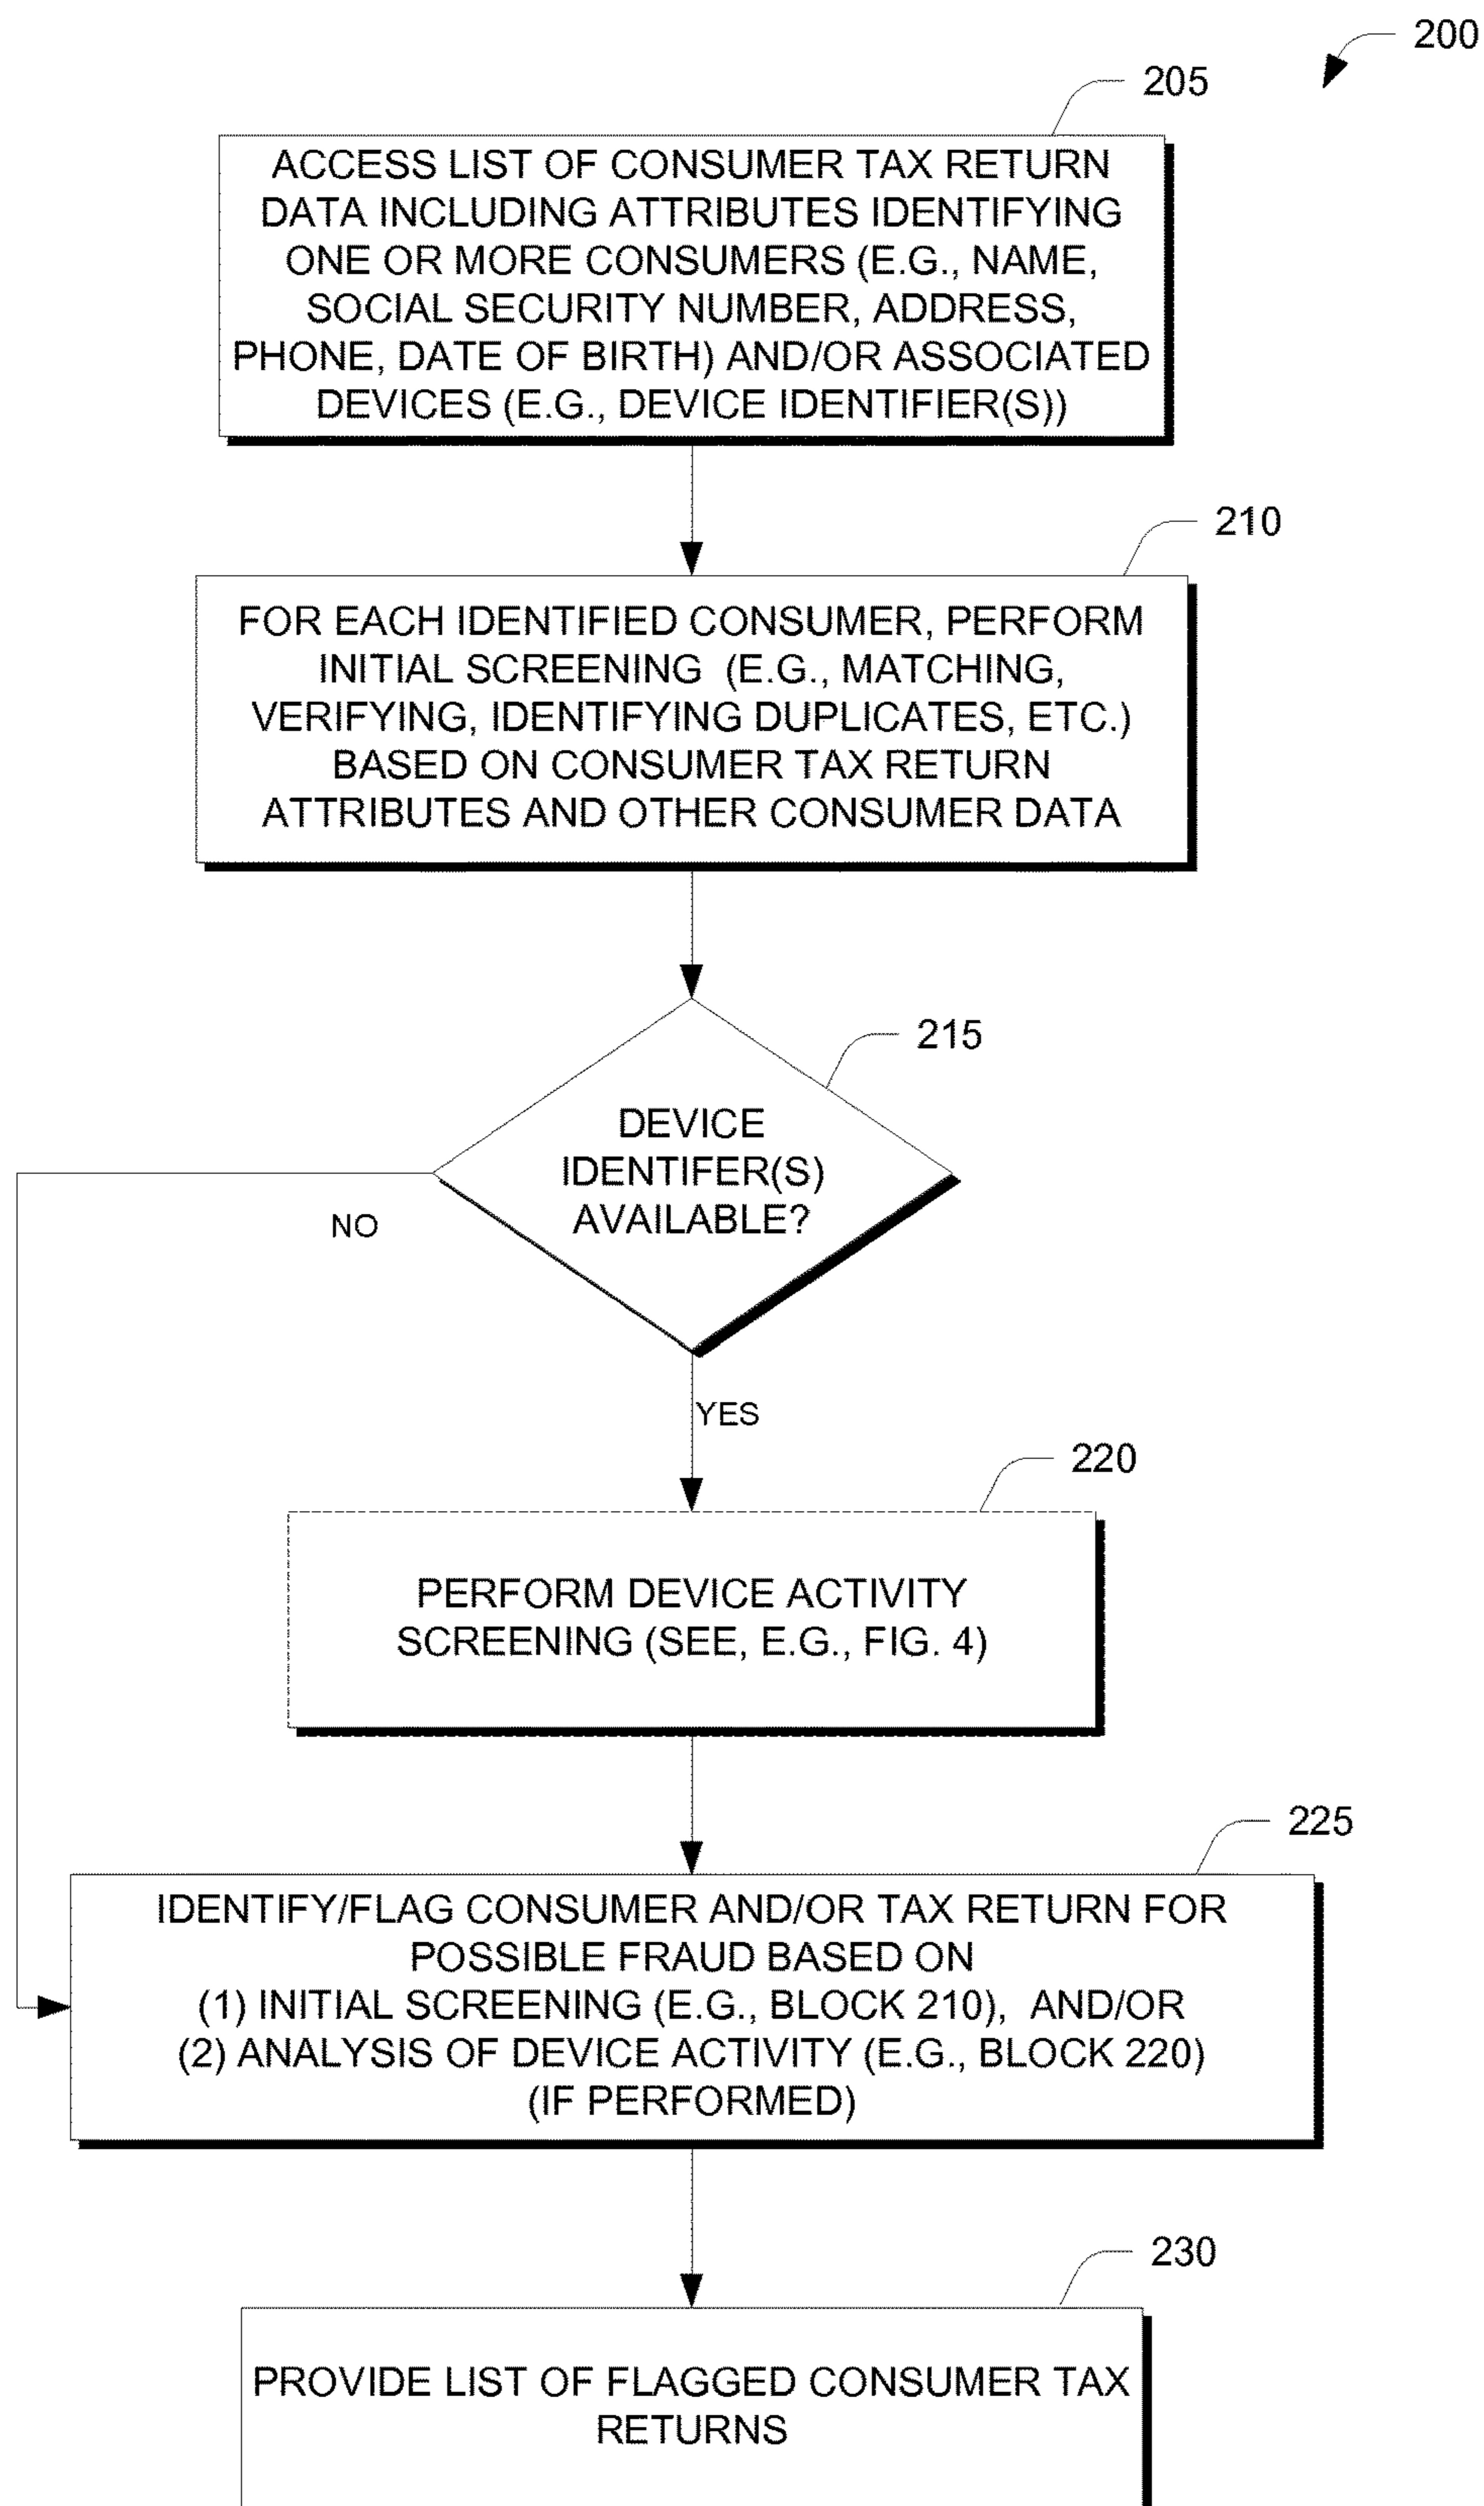 200
205
ACCESS LIST OF CONSUMER TAX RETURN
DATA INCLUDING ATTRIBUTES IDENTIFYING
ONE OR MORE CONSUMERS (E.G., NAME,
SOCIAL SECURITY NUMBER, ADDRESS,
PHONE, DATE OF BIRTH) AND/OR ASSOCIATED
DEVICES (E.G., DEVICE IDENTIFIER(S))
210
FOR EACH IDENTIFIED CONSUMER, PERFORM
INITIAL SCREENING (E.G., MATCHING,
VERIFYING, IDENTIFYING DUPLICATES, ETC.)
BASED ON CONSUMER TAX RETURN
ATTRIBUTES AND OTHER CONSUMER DATA
215
DEVICE
IDENTIFER(S)
AVAILABLE?
NO
YES
220
PERFORM DEVICE ACTIVITY
SCREENING (SEE, E.G., FIG. 4)
225
IDENTIFY/FLAG CONSUMER AND/OR TAX RETURN FOR
POSSIBLE FRAUD BASED ON
(1) INITIAL SCREENING (E.G., BLOCK 210), AND/OR
(2) ANALYSIS OF DEVICE ACTIVITY (E.G., BLOCK 220)
(IF PERFORMED)
230
PROVIDE LIST OF FLAGGED CONSUMER TAX
RETURNS